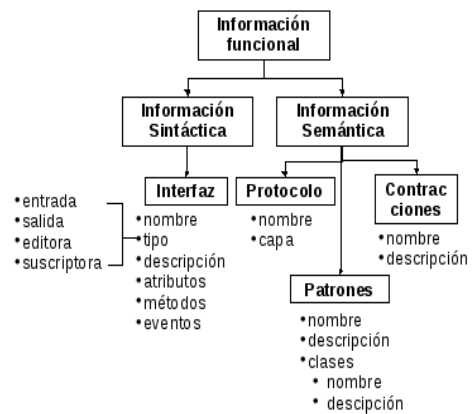 Información
funcional
Información
Sintáctica
Información
Semántica
Interfaz
•nombre
•tipo
•descripción
•atributos
•métodos
•eventos
•entrada
•salida
•editora
•suscriptora
Protocolo
•nombre
•capa
Contrac
ciones
•nombre
•descripción
Patrones
•nombre
•descripción
•clases
• nombre
• descipción